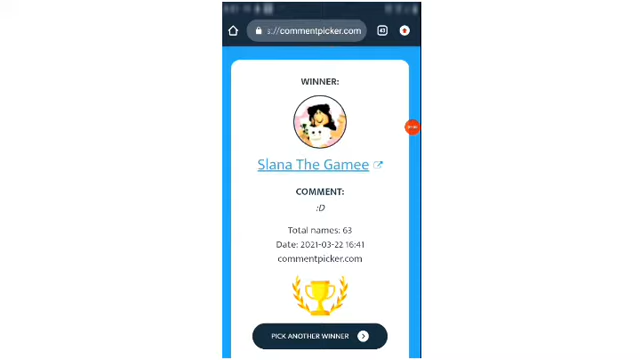 ://commentpicker.com
WINNER:
Slana The Gamee
COMMENT:
:D
Total names: 63
Date: 2021-03-22 16:41
commentpicker.com
PICK ANOTHER WINNER